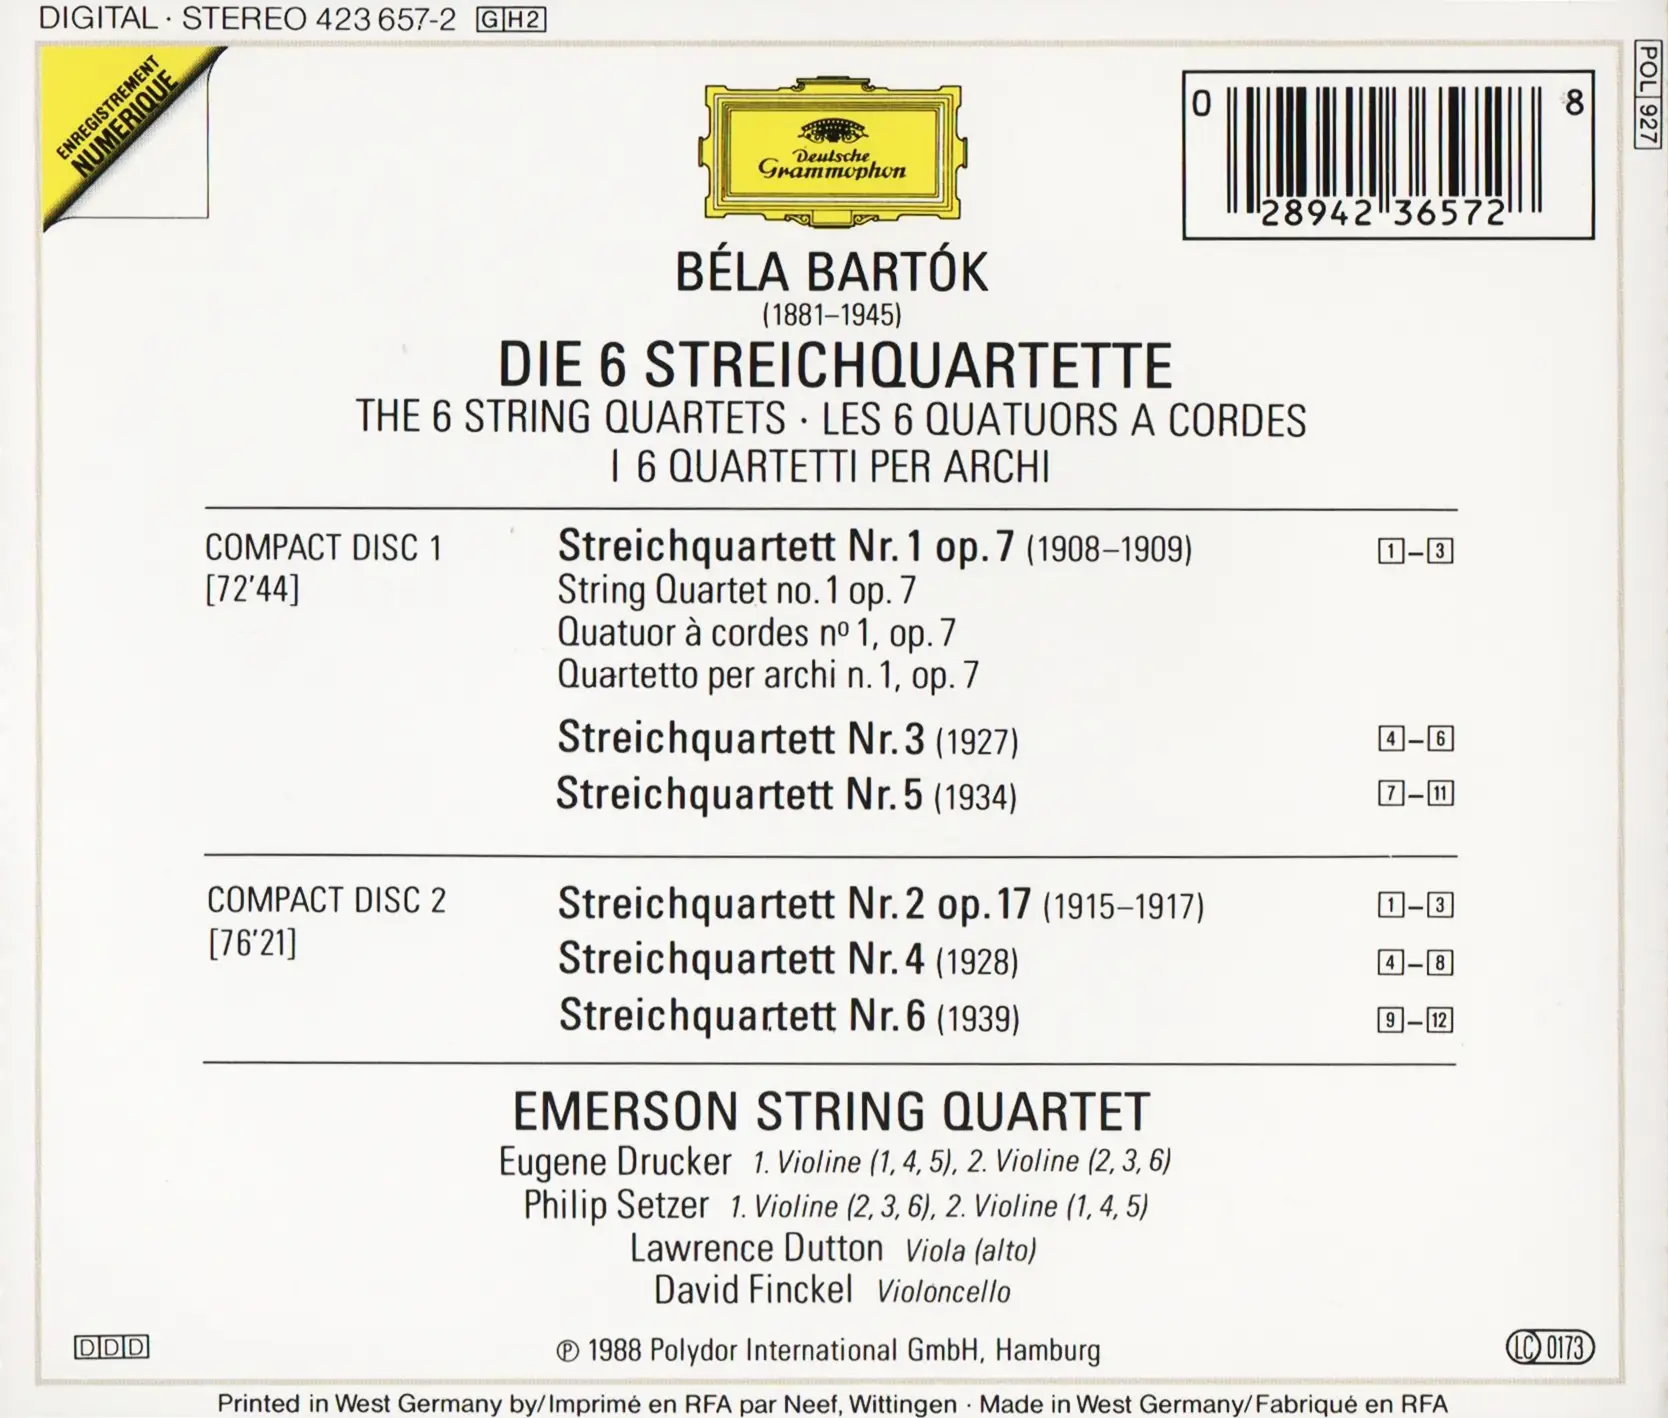 DIGITAL · STEREO 423 657-2 G H 2
POL 927
ENREGISTREMENT
NUMERIQUE
Deutsche
Grammophon
0 28942 36572 8
BÉLA BARTÓK
(1881–1945)
DIE 6 STREICHQUARTETTE
THE 6 STRING QUARTETS · LES 6 QUATUORS A CORDES
I 6 QUARTETTI PER ARCHI
COMPACT DISC 1 Streichquartett Nr. 1 op. 7 (1908–1909) 1–3
[72'44] String Quartet no. 1 op. 7
Quatuor à cordes nº 1, op. 7
Quartetto per archi n. 1, op. 7
Streichquartett Nr. 3 (1927) 4–6
Streichquartett Nr. 5 (1934) 7–11
COMPACT DISC 2 Streichquartett Nr. 2 op. 17 (1915–1917) 1–3
[76'21] Streichquartett Nr. 4 (1928) 4–8
Streichquartett Nr. 6 (1939) 9–12
EMERSON STRING QUARTET
Eugene Drucker 1. Violine (1, 4, 5), 2. Violine (2, 3, 6)
Philip Setzer 1. Violine (2, 3, 6), 2. Violine (1, 4, 5)
Lawrence Dutton Viola (alto)
David Finckel Violoncello
DDD ℗ 1988 Polydor International GmbH, Hamburg LC 0173
Printed in West Germany by/Imprimé en RFA par Neef, Wittingen · Made in West Germany/Fabriqué en RFA